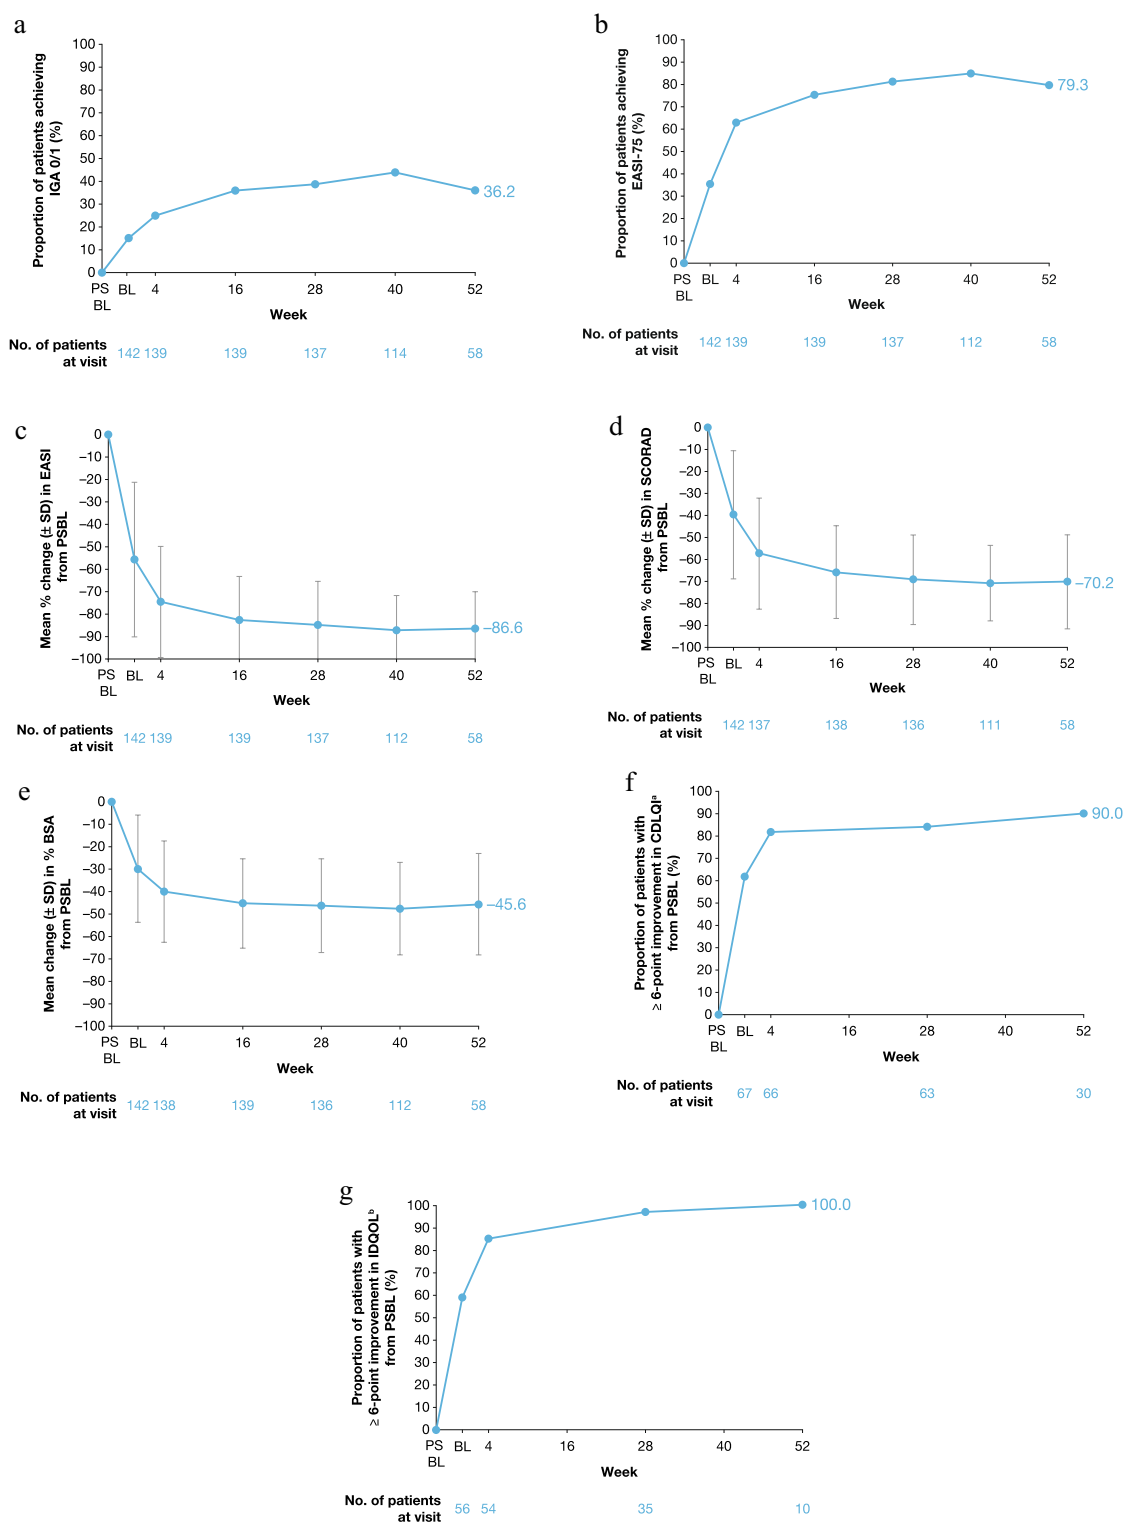 a
Proportion of patients achieving
IGA 0/1 (%)
100
90
80
70
60
50
40
30
20
10
0
36.2
PS
BL
BL
4
16
28
40
52
Week
No. of patients
at visit
142 139 139 137 114 58
b
Proportion of patients achieving
EASI-75 (%)
100
90
80
70
60
50
40
30
20
10
0
79.3
PS
BL
BL
4
16
28
40
52
Week
No. of patients
at visit
142 139 139 137 112 58
c
Mean % change (± SD) in EASI
from PSBL
0
–10
–20
–30
–40
–50
–60
–70
–80
–90
–100
–86.6
PS
BL
BL
4
16
28
40
52
Week
No. of patients
at visit
142 139 139 137 112 58
d
Mean % change (± SD) in SCORAD
from PSBL
0
–10
–20
–30
–40
–50
–60
–70
–80
–90
–100
–70.2
PS
BL
BL
4
16
28
40
52
Week
No. of patients
at visit
142 137 138 136 111 58
e
Mean change (± SD) in % BSA
from PSBL
0
–10
–20
–30
–40
–50
–60
–70
–80
–90
–100
–45.6
PS
BL
BL
4
16
28
40
52
Week
No. of patients
at visit
142 138 139 136 112 58
f
Proportion of patients with
≥ 6-point improvement in CDLQIᵃ
from PSBL (%)
100
90
80
70
60
50
40
30
20
10
0
90.0
PS
BL
BL
4
16
28
40
52
Week
No. of patients
at visit
67 66 63 30
g
Proportion of patients with
≥ 6-point improvement in IDQOLᵇ
from PSBL (%)
100
90
80
70
60
50
40
30
20
10
0
100.0
PS
BL
BL
4
16
28
40
52
Week
No. of patients
at visit
56 54 35 10